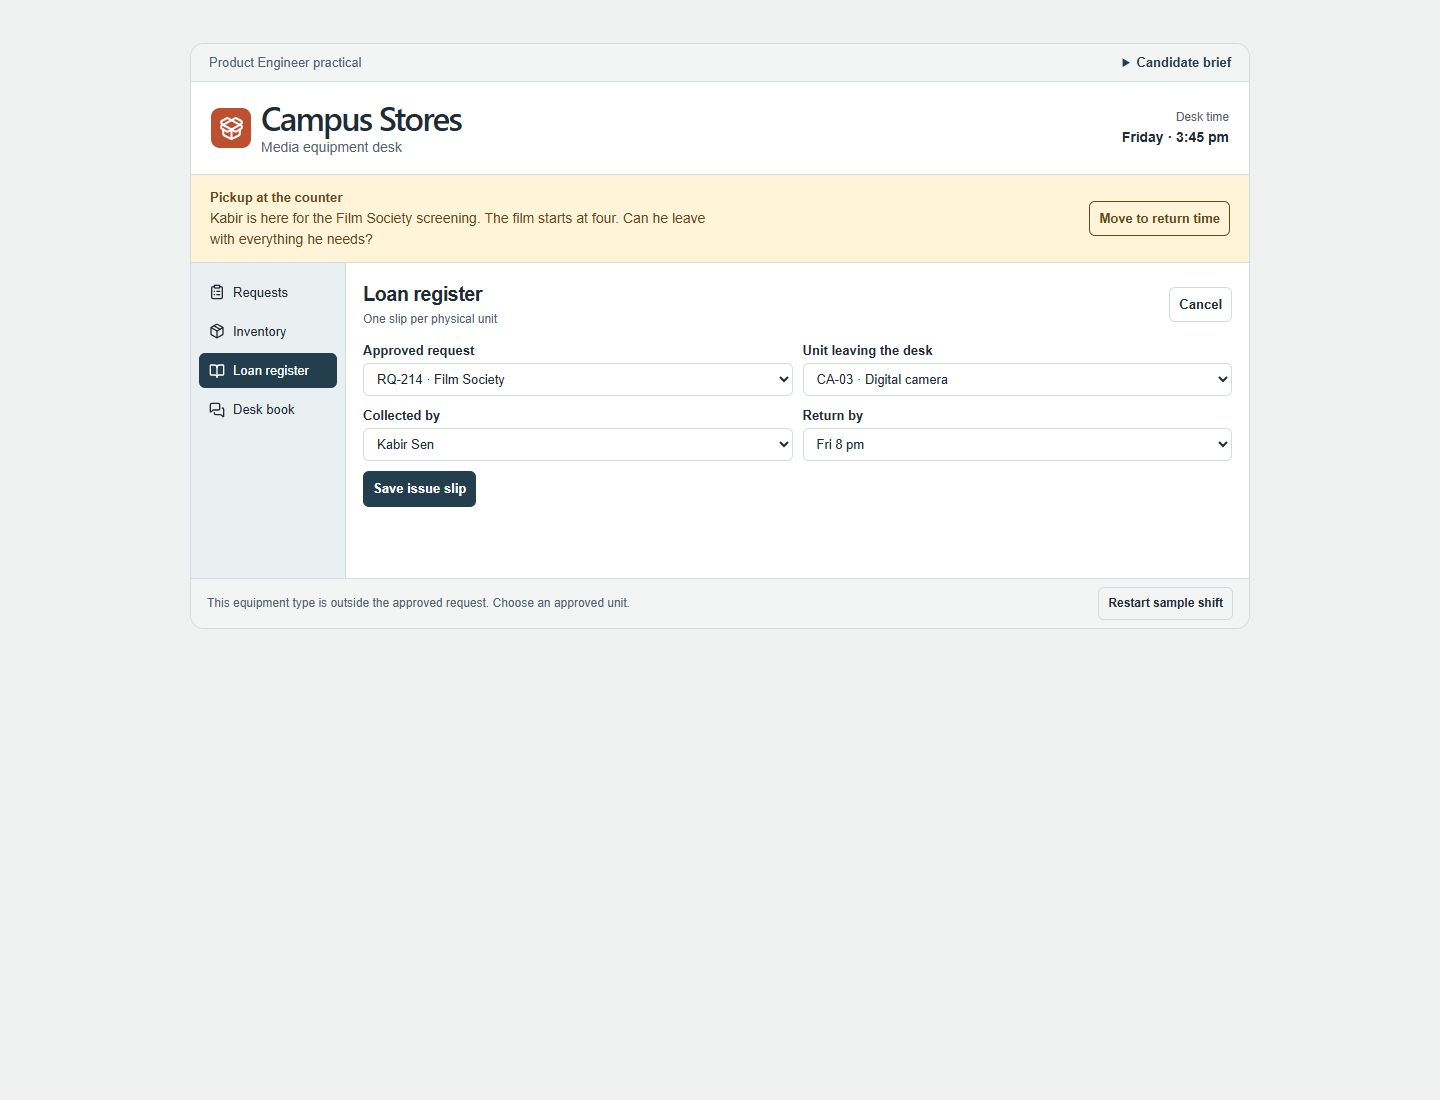 Product Engineer practical
Candidate brief
Campus Stores
Media equipment desk
Desk time
Friday · 3:45 pm
Pickup at the counter
Kabir is here for the Film Society screening. The film starts at four. Can he leave
with everything he needs?
Move to return time
Requests
Inventory
Loan register
Desk book
Loan register
One slip per physical unit
Cancel
Approved request
RQ-214 · Film Society
Unit leaving the desk
CA-03 · Digital camera
Collected by
Kabir Sen
Return by
Fri 8 pm
Save issue slip
This equipment type is outside the approved request. Choose an approved unit.
Restart sample shift